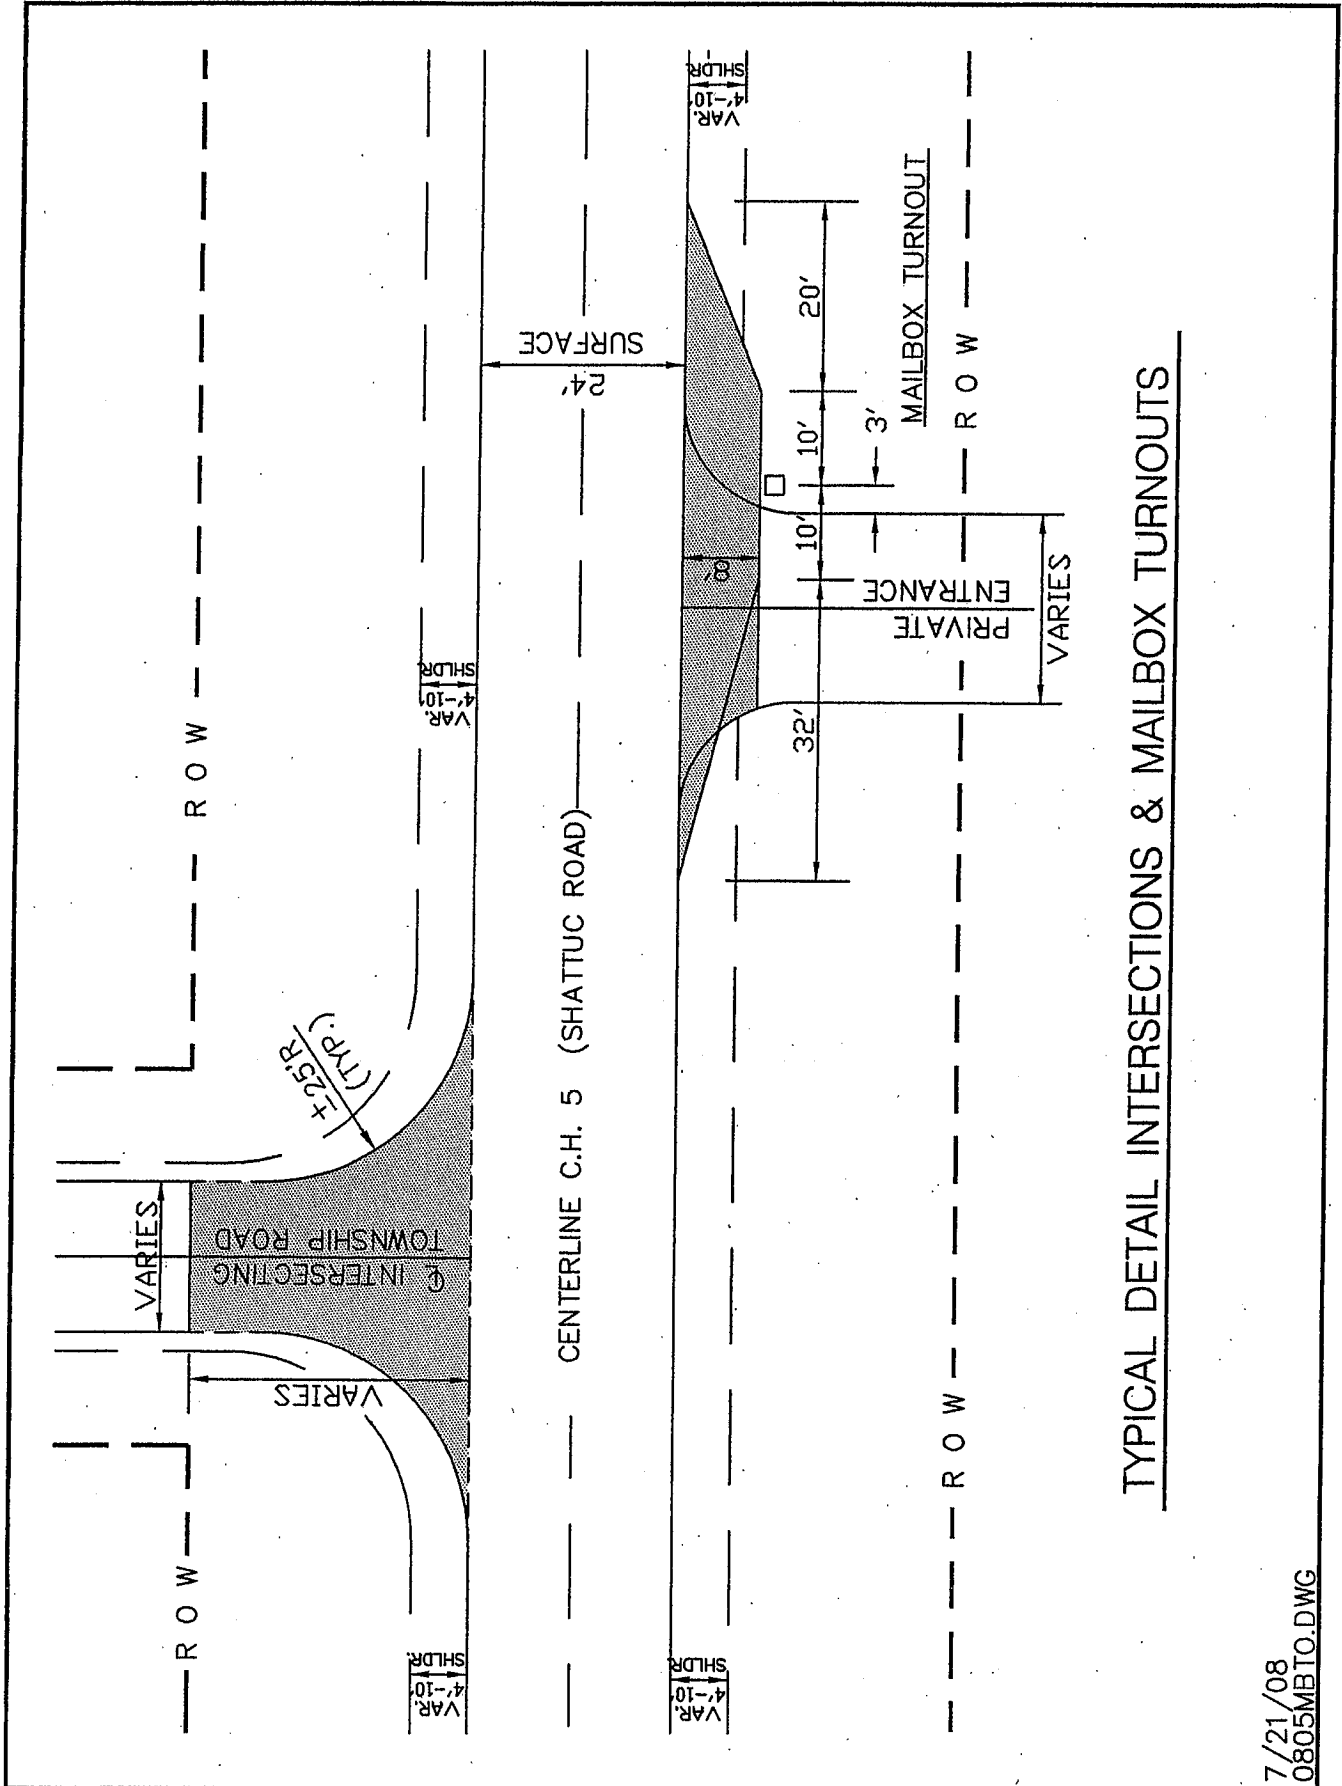 R O W
R O W
VARIES
℄ INTERSECTING
TOWNSHIP ROAD
VARIES
±25'R
(TYP.)
VAR.
4'-10'
SHLDR.
VAR.
4'-10'
SHLDR.
CENTERLINE C.H. 5 (SHATTUC ROAD)
24'
SURFACE
VAR.
4'-10'
SHLDR.
VAR.
4'-10'
SHLDR.
8'
32'
10'
10'
20'
3'
PRIVATE
ENTRANCE
VARIES
MAILBOX TURNOUT
R O W
R O W
TYPICAL DETAIL INTERSECTIONS & MAILBOX TURNOUTS
7/21/08
0805MBTO.DWG